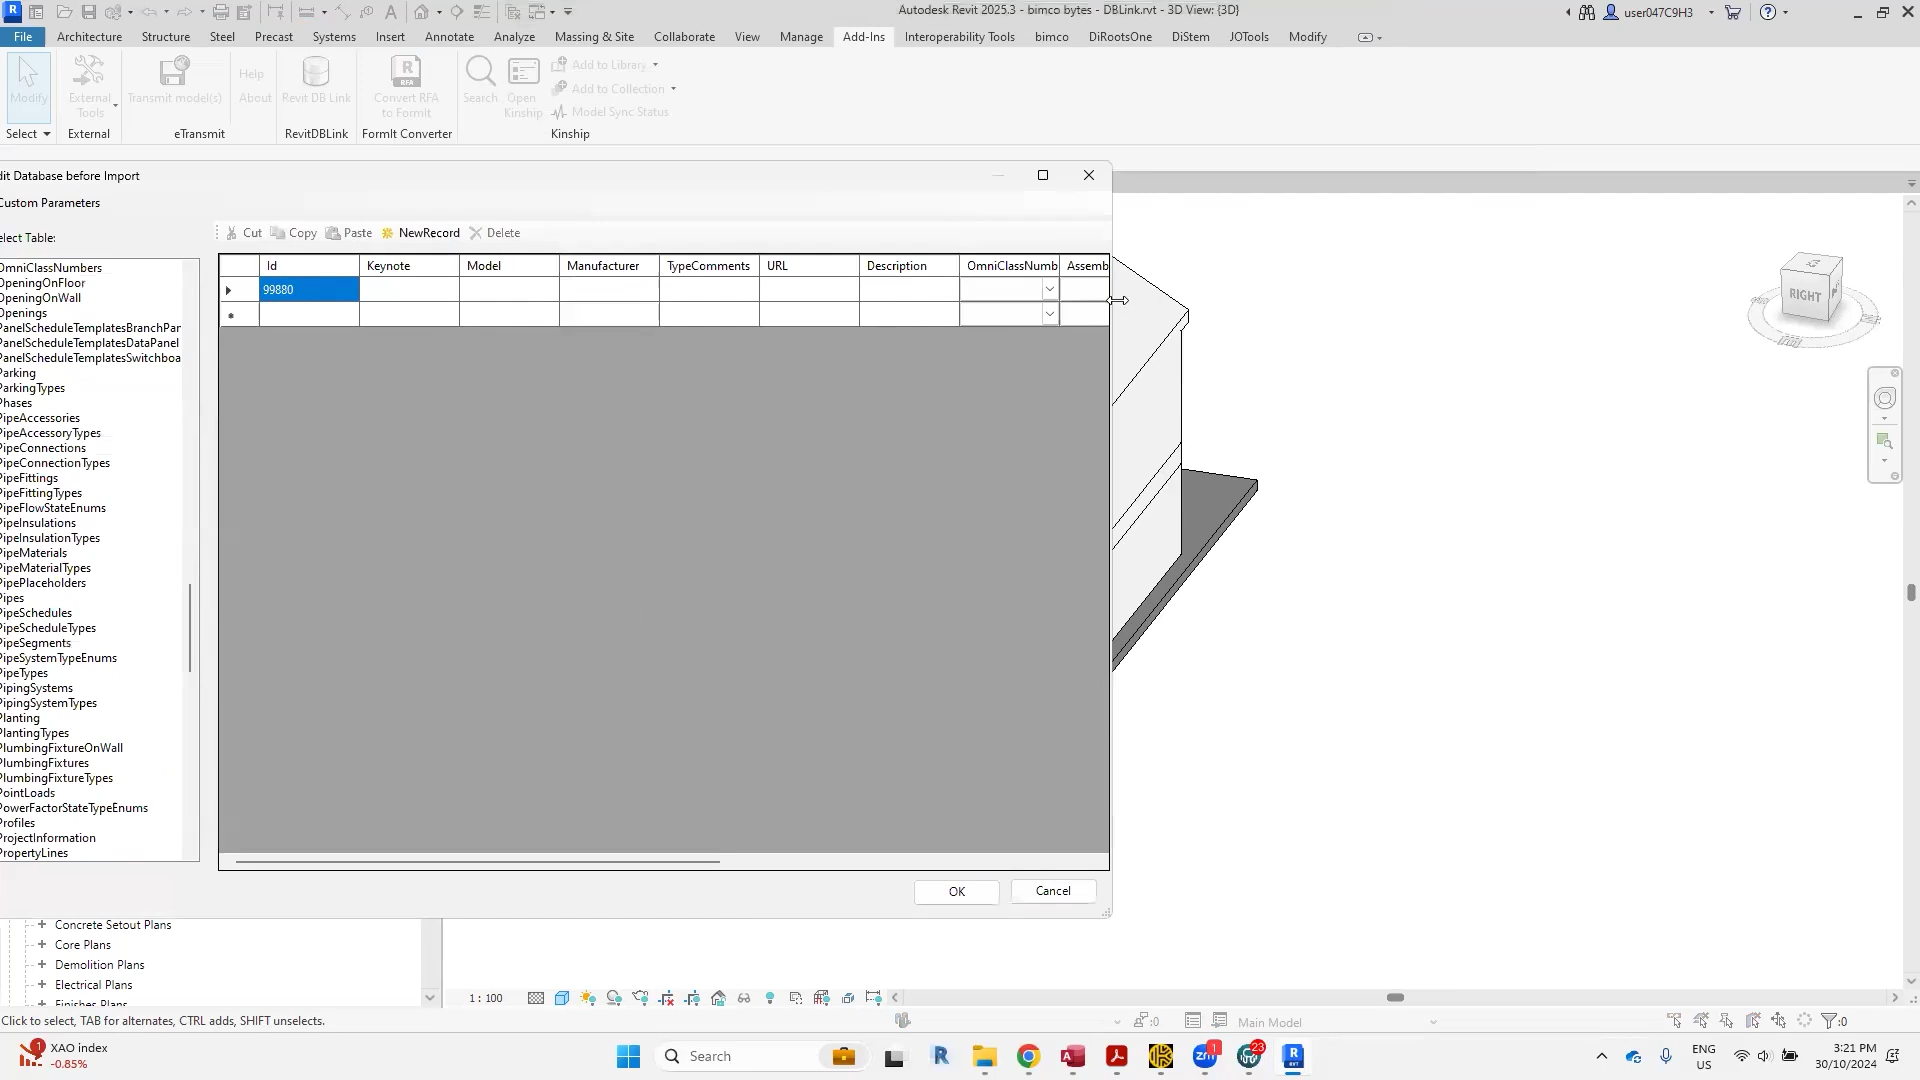 Autodesk Revit 2025.3 - bimco bytes - DBLink.rvt - 3D View: {3D}
user047C9H3
File Architecture Structure Steel Precast Systems Insert Annotate Analyze Massing & Site Collaborate View Manage Add-Ins Interoperability Tools bimco DiRootsOne DiStem JOTools Modify
Modify
External Tools
Transmit model(s)
Help
About
Revit DB Link
Convert RFA to FormIt
Search
Open Kinship
Add to Library
Add to Collection
Model Sync Status
Select External eTransmit RevitDBLink FormIt Converter Kinship
dit Database before Import
Custom Parameters
elect Table:
Cut Copy Paste NewRecord Delete
Id Keynote Model Manufacturer TypeComments URL Description OmniClassNumb Assemb
99880
OmniClassNumbers
OpeningOnFloor
OpeningOnWall
Openings
PanelScheduleTemplatesBranchPar
PanelScheduleTemplatesDataPanel
PanelScheduleTemplatesSwitchboa
Parking
ParkingTypes
Phases
PipeAccessories
PipeAccessoryTypes
PipeConnections
PipeConnectionTypes
PipeFittings
PipeFittingTypes
PipeFlowStateEnums
PipeInsulations
PipeInsulationTypes
PipeMaterials
PipeMaterialTypes
PipePlaceholders
Pipes
PipeSchedules
PipeScheduleTypes
PipeSegments
PipeSystemTypeEnums
PipeTypes
PipingSystems
PipingSystemTypes
Planting
PlantingTypes
PlumbingFixtureOnWall
PlumbingFixtures
PlumbingFixtureTypes
PointLoads
PowerFactorStateTypeEnums
Profiles
ProjectInformation
PropertyLines
OK Cancel
RIGHT
Concrete Setout Plans
Core Plans
Demolition Plans
Electrical Plans
Finishes Plans
1 : 100
Click to select, TAB for alternates, CTRL adds, SHIFT unselects.
:0
Main Model
:0
XAO index
-0.85%
Search
ENG
US
3:21 PM
30/10/2024